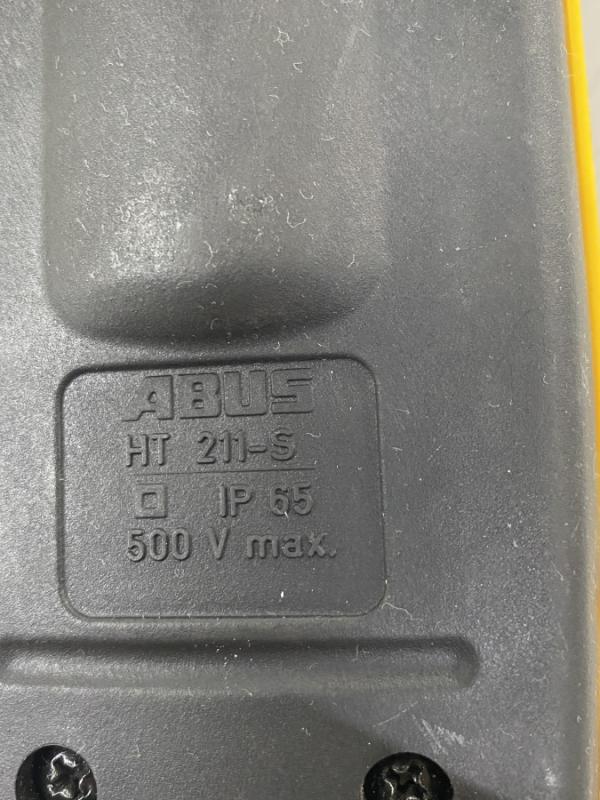 ABUS
HT 211-S
IP 65
500 V max.